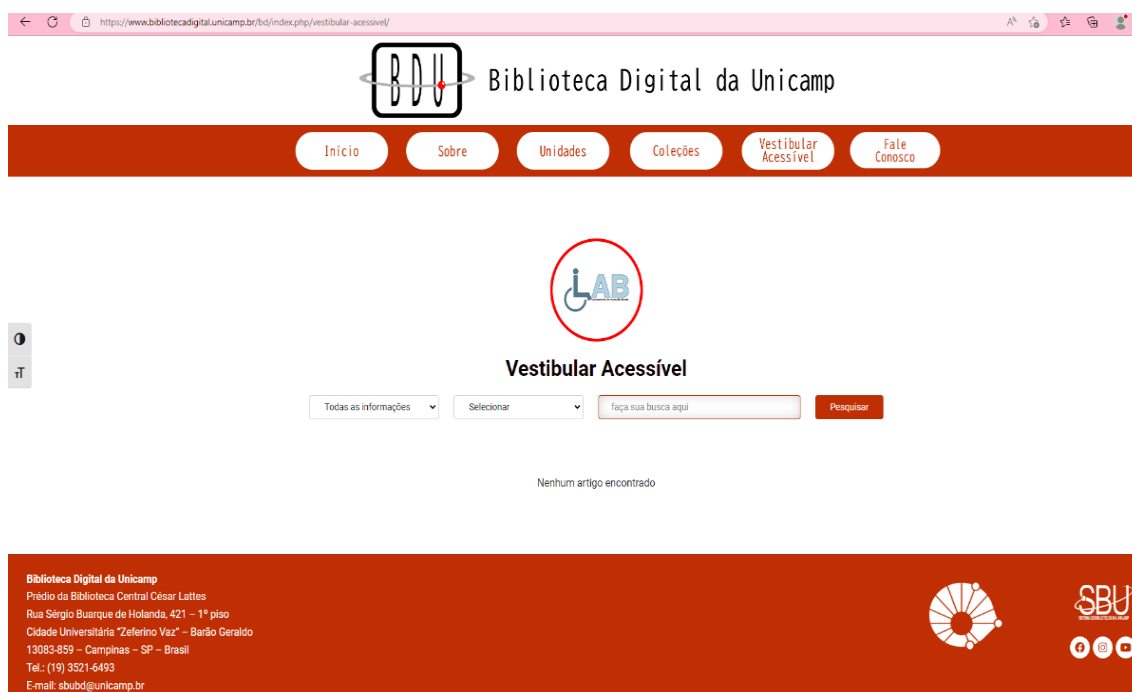 https://www.bibliotecadigital.unicamp.br/bd/index.php/vestibular-acessivel/
BDU Biblioteca Digital da Unicamp
Início
Sobre
Unidades
Coleções
Vestibular
Acessível
Fale
Conosco
LAB
Vestibular Acessível
Todas as informações
Selecionar
faça sua busca aqui
Pesquisar
Nenhum artigo encontrado
Biblioteca Digital da Unicamp
Prédio da Biblioteca Central César Lattes
Rua Sérgio Buarque de Holanda, 421 – 1º piso
Cidade Universitária "Zeferino Vaz" – Barão Geraldo
13083-859 – Campinas – SP – Brasil
Tel.: (19) 3521-6493
E-mail: sbubd@unicamp.br
SBU